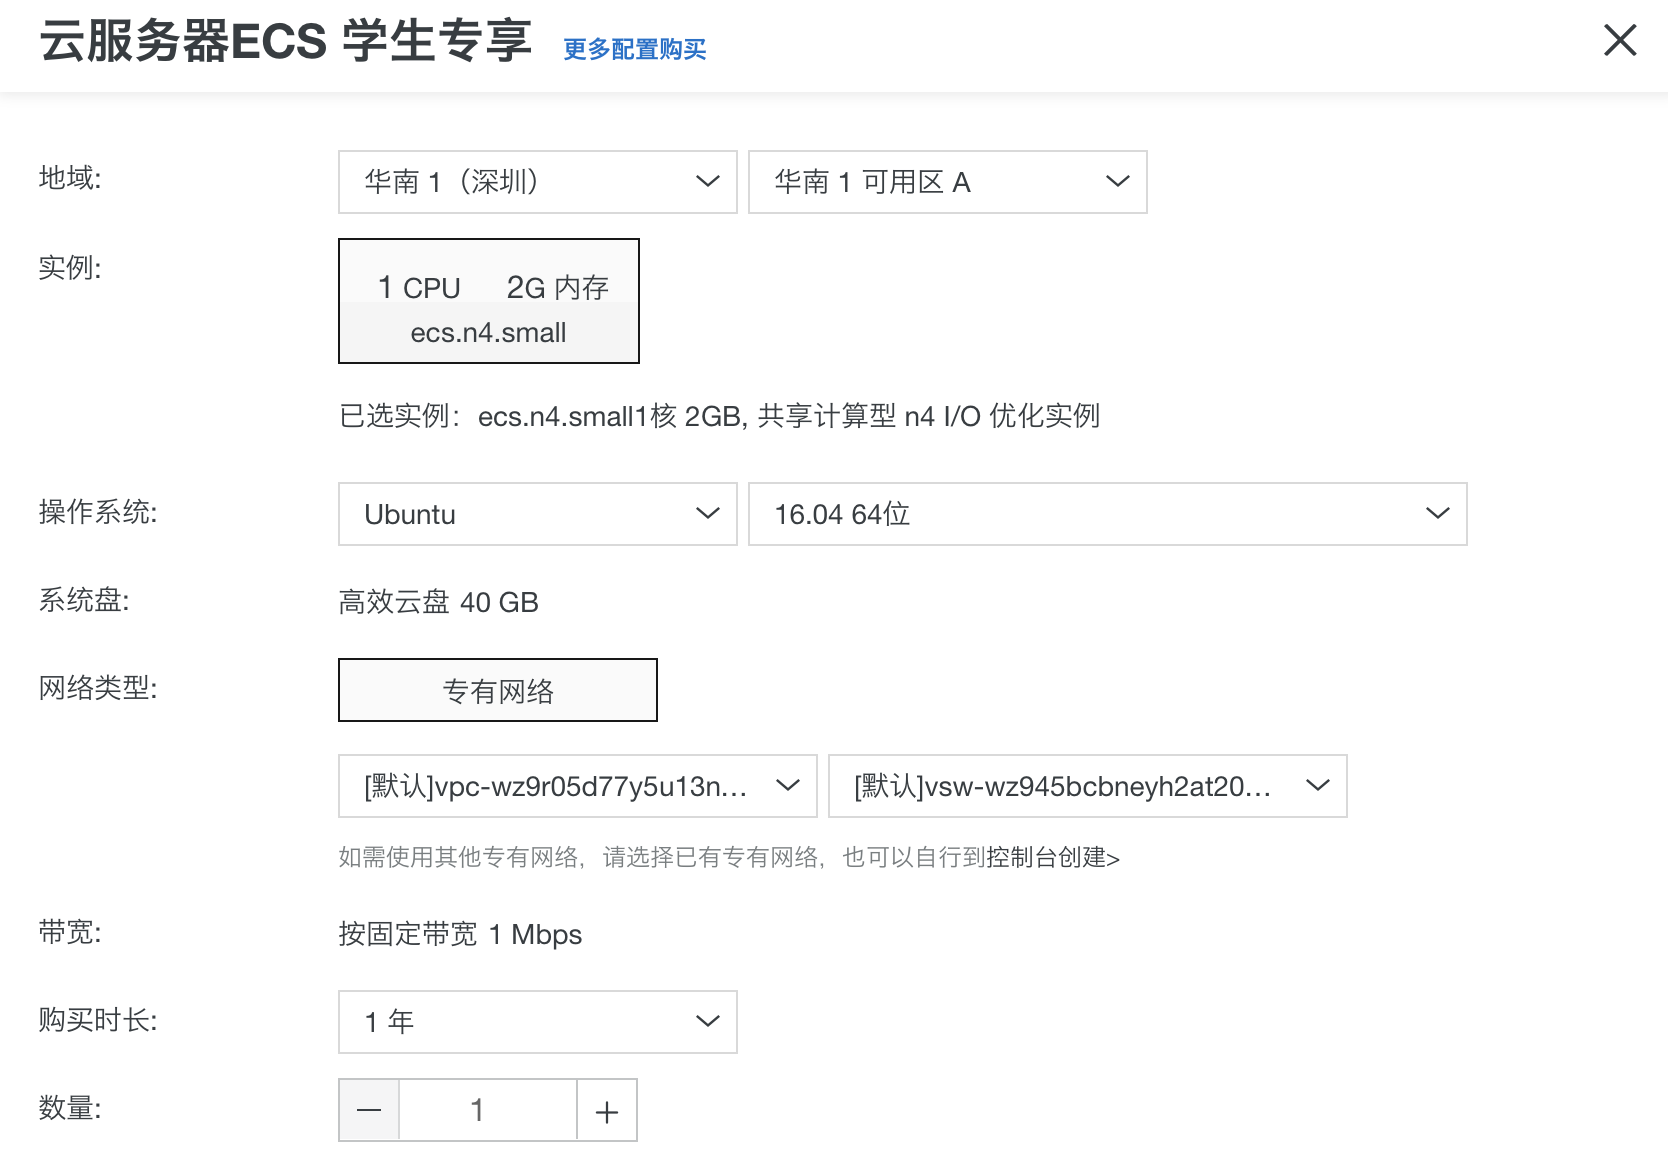 云服务器ECS 学生专享 更多配置购买
地域: 华南 1（深圳） 华南 1 可用区 A
实例: 1 CPU 2G 内存
ecs.n4.small
已选实例：ecs.n4.small1核 2GB, 共享计算型 n4 I/O 优化实例
操作系统: Ubuntu 16.04 64位
系统盘: 高效云盘 40 GB
网络类型: 专有网络
[默认]vpc-wz9r05d77y5u13n... [默认]vsw-wz945bcbneyh2at20...
如需使用其他专有网络，请选择已有专有网络，也可以自行到控制台创建>
带宽: 按固定带宽 1 Mbps
购买时长: 1 年
数量: 1